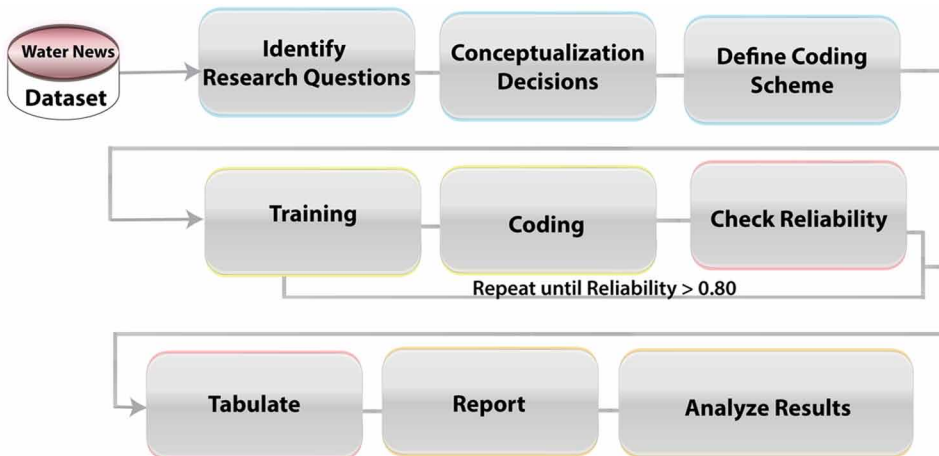 Water News
Dataset
Identify
Research Questions
Conceptualization
Decisions
Define Coding
Scheme
Training
Coding
Check Reliability
Repeat until Reliability > 0.80
Tabulate
Report
Analyze Results